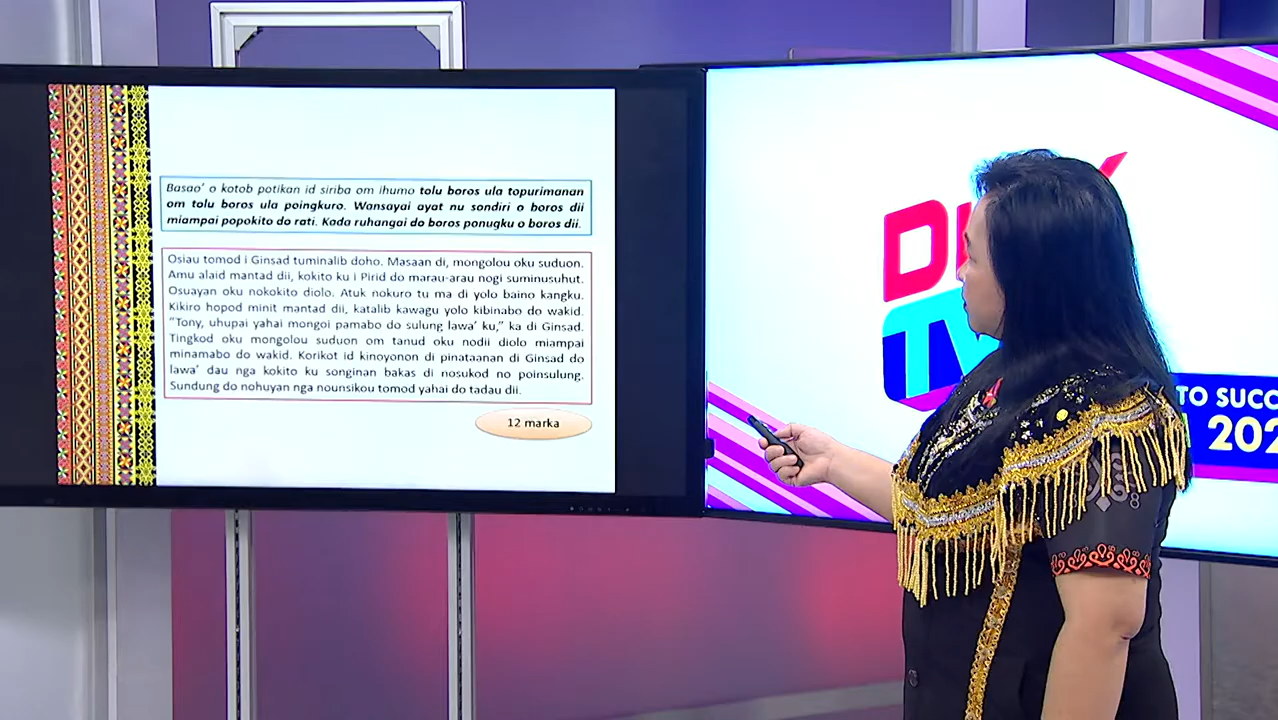 Basao' o kotob potikan id siriba om ihumo tolu boros ula topurimanan
om tolu boros ula poingkuro. Wansayai ayat nu sondiri o boros dii
miampai popokito do rati. Kada ruhangai do boros ponugku o boros dii.
Osiau tomod i Ginsad tuminalib doho. Masaan di, mongolou oku suduon.
Amu alaid mantad dii, kokito ku i Pirid do marau-arau nogi suminusuhut.
Osuayan oku nokokito diolo. Atuk nokuro tu ma di yolo baino kangku.
Kikiro hopod minit mantad dii, katalib kawagu yolo kibinabo do wakid.
"Tony, uhupai yahai mongoi pamabo do sulung lawa' ku," ka di Ginsad.
Tingkod oku mongolou suduon om tanud oku nodii diolo miampai
minamabo do wakid. Korikot id kinoyonon di pinataanan di Ginsad do
lawa' dau nga kokito ku songinan bakas di nosukod no poinsulung.
Sundung do nohuyan nga nounsikou tomod yahai do tadau dii.
12 marka
TV
TO SUCC
202